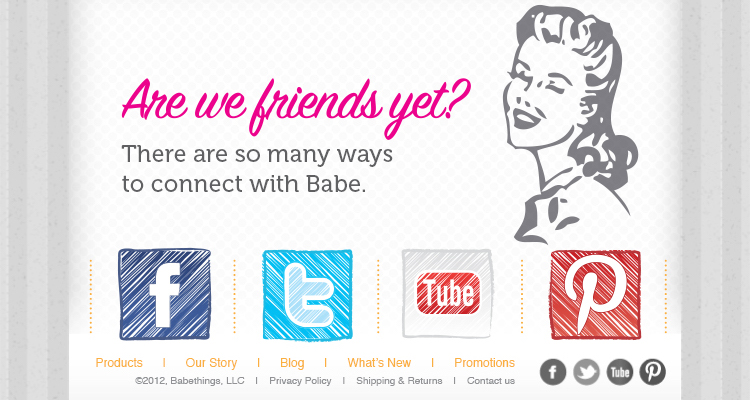 Are we friends yet?
There are so many ways
to connect with Babe.
f t Tube P
Products I Our Story I Blog I What's New I Promotions
©2012, Babethings, LLC I Privacy Policy I Shipping & Returns I Contact us
f Tube P